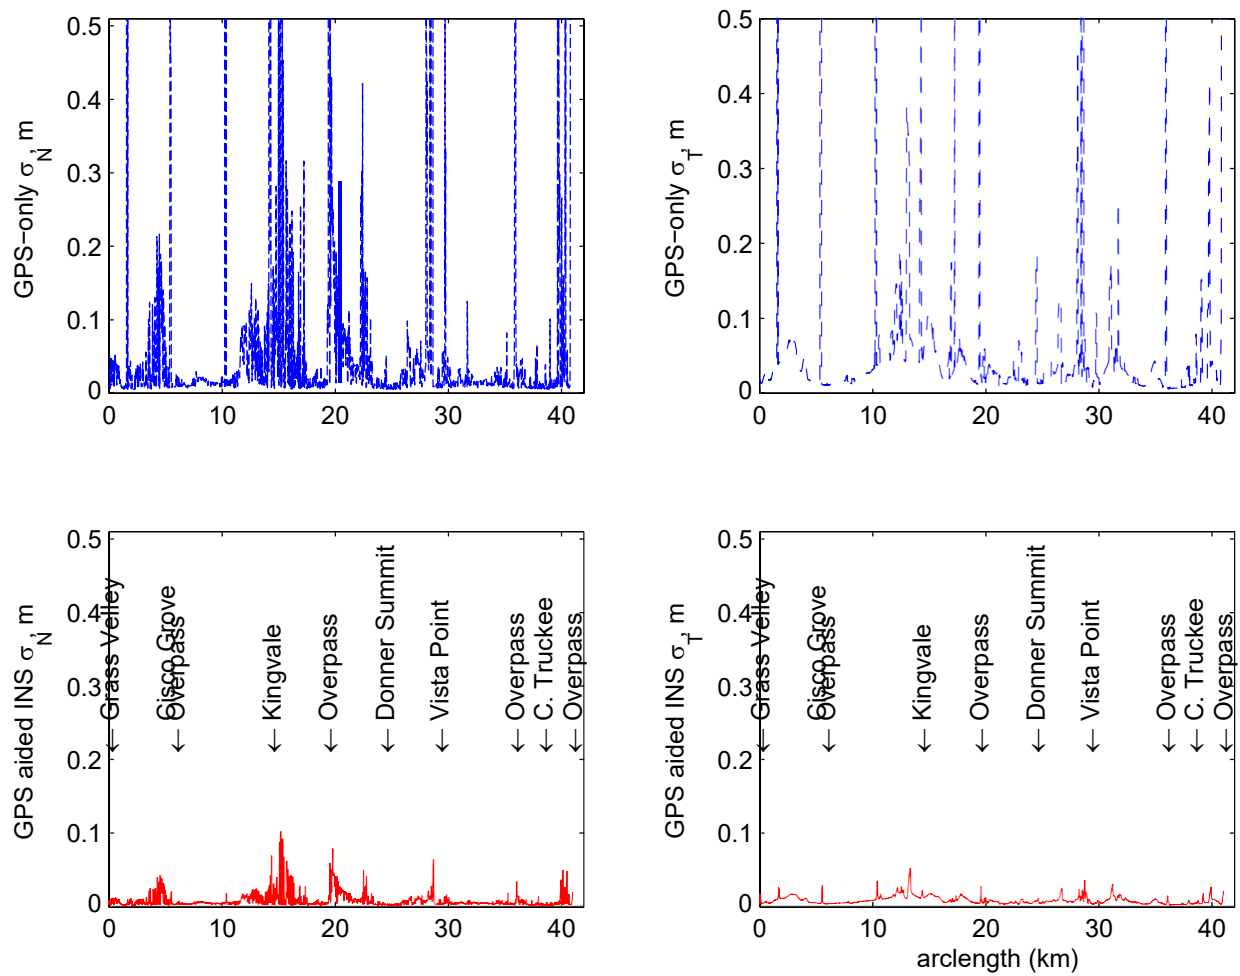 GPS−only σN, m
0.5
0.4
0.3
0.2
0.1
0
0 10 20 30 40
GPS−only σT, m
0.5
0.4
0.3
0.2
0.1
0
0 10 20 30 40
GPS aided INS σN, m
0.5
0.4
0.3
0.2
0.1
0
← Grass Velley
← Cisco Grove
← Overpass
← Kingvale
← Overpass
← Donner Summit
← Vista Point
← Overpass
← C. Truckee
← Overpass
0 10 20 30 40
GPS aided INS σT, m
0.5
0.4
0.3
0.2
0.1
0
← Grass Velley
← Cisco Grove
← Overpass
← Kingvale
← Overpass
← Donner Summit
← Vista Point
← Overpass
← C. Truckee
← Overpass
0 10 20 30 40
arclength (km)